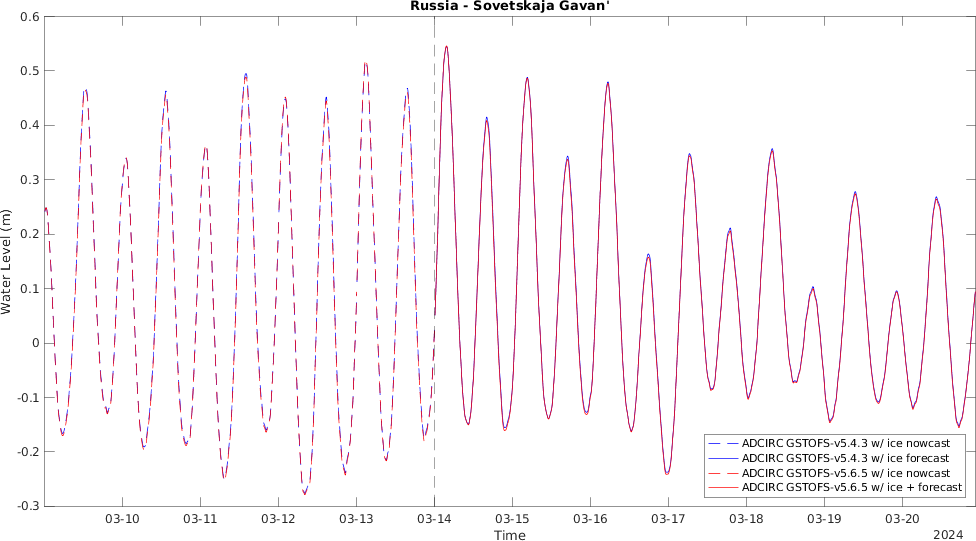 Russia - Sovetskaja Gavan'
0.6
0.5
0.4
0.3
0.2
0.1
0
-0.1
-0.2
-0.3
Water Level (m)
ADCIRC GSTOFS-v5.4.3 w/ ice nowcast
ADCIRC GSTOFS-v5.4.3 w/ ice forecast
ADCIRC GSTOFS-v5.6.5 w/ ice nowcast
ADCIRC GSTOFS-v5.6.5 w/ ice + forecast
03-10 03-11 03-12 03-13 03-14 03-15 03-16 03-17 03-18 03-19 03-20
Time
2024